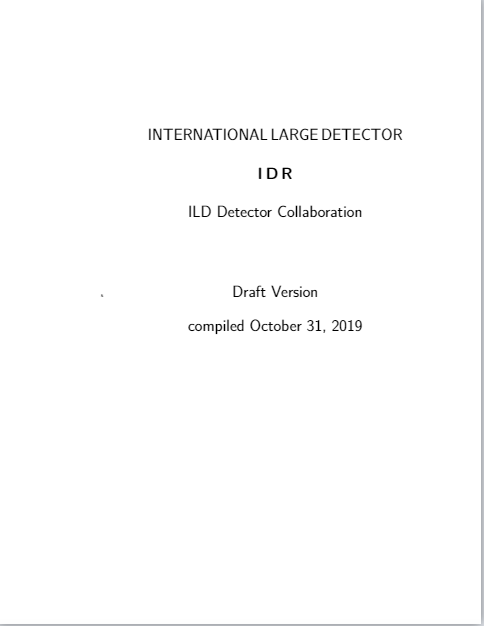 INTERNATIONAL LARGE DETECTOR
IDR
ILD Detector Collaboration
Draft Version
compiled October 31, 2019